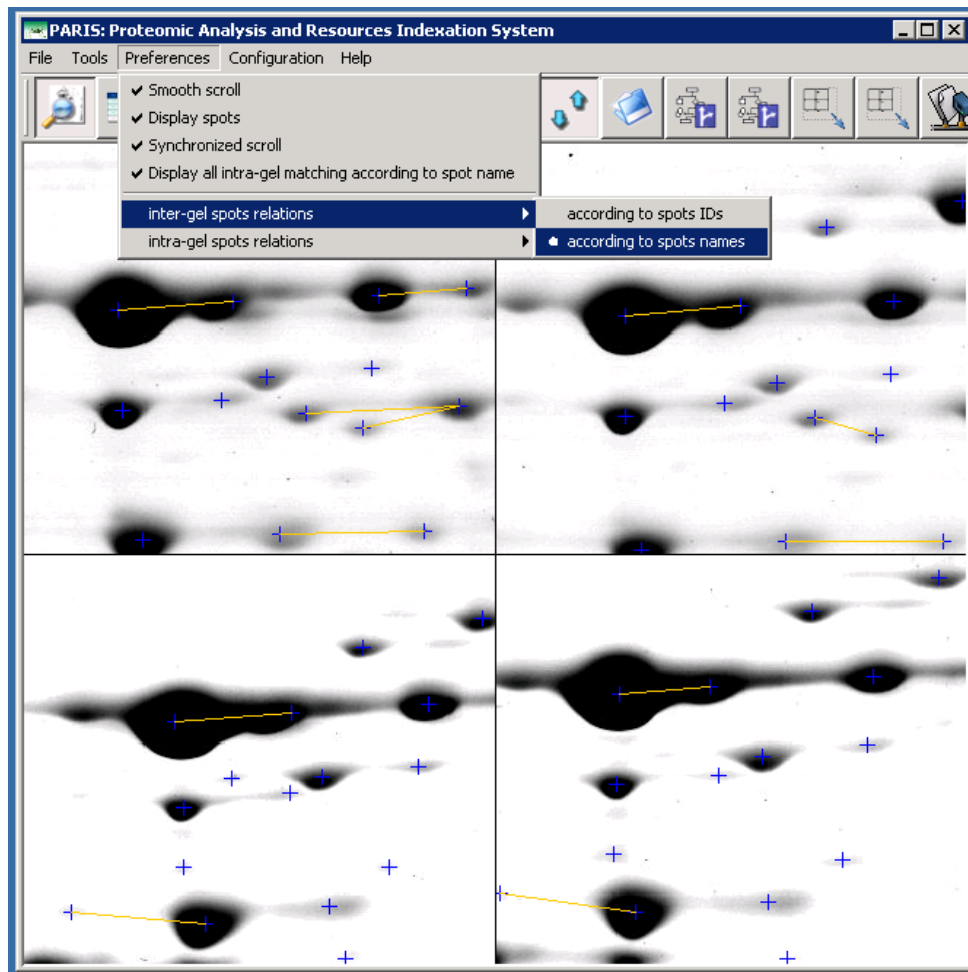 PARIS: Proteomic Analysis and Resources Indexation System
File Tools Preferences Configuration Help
Smooth scroll
Display spots
Synchronized scroll
Display all intra-gel matching according to spot name
inter-gel spots relations
according to spots IDs
intra-gel spots relations
according to spots names